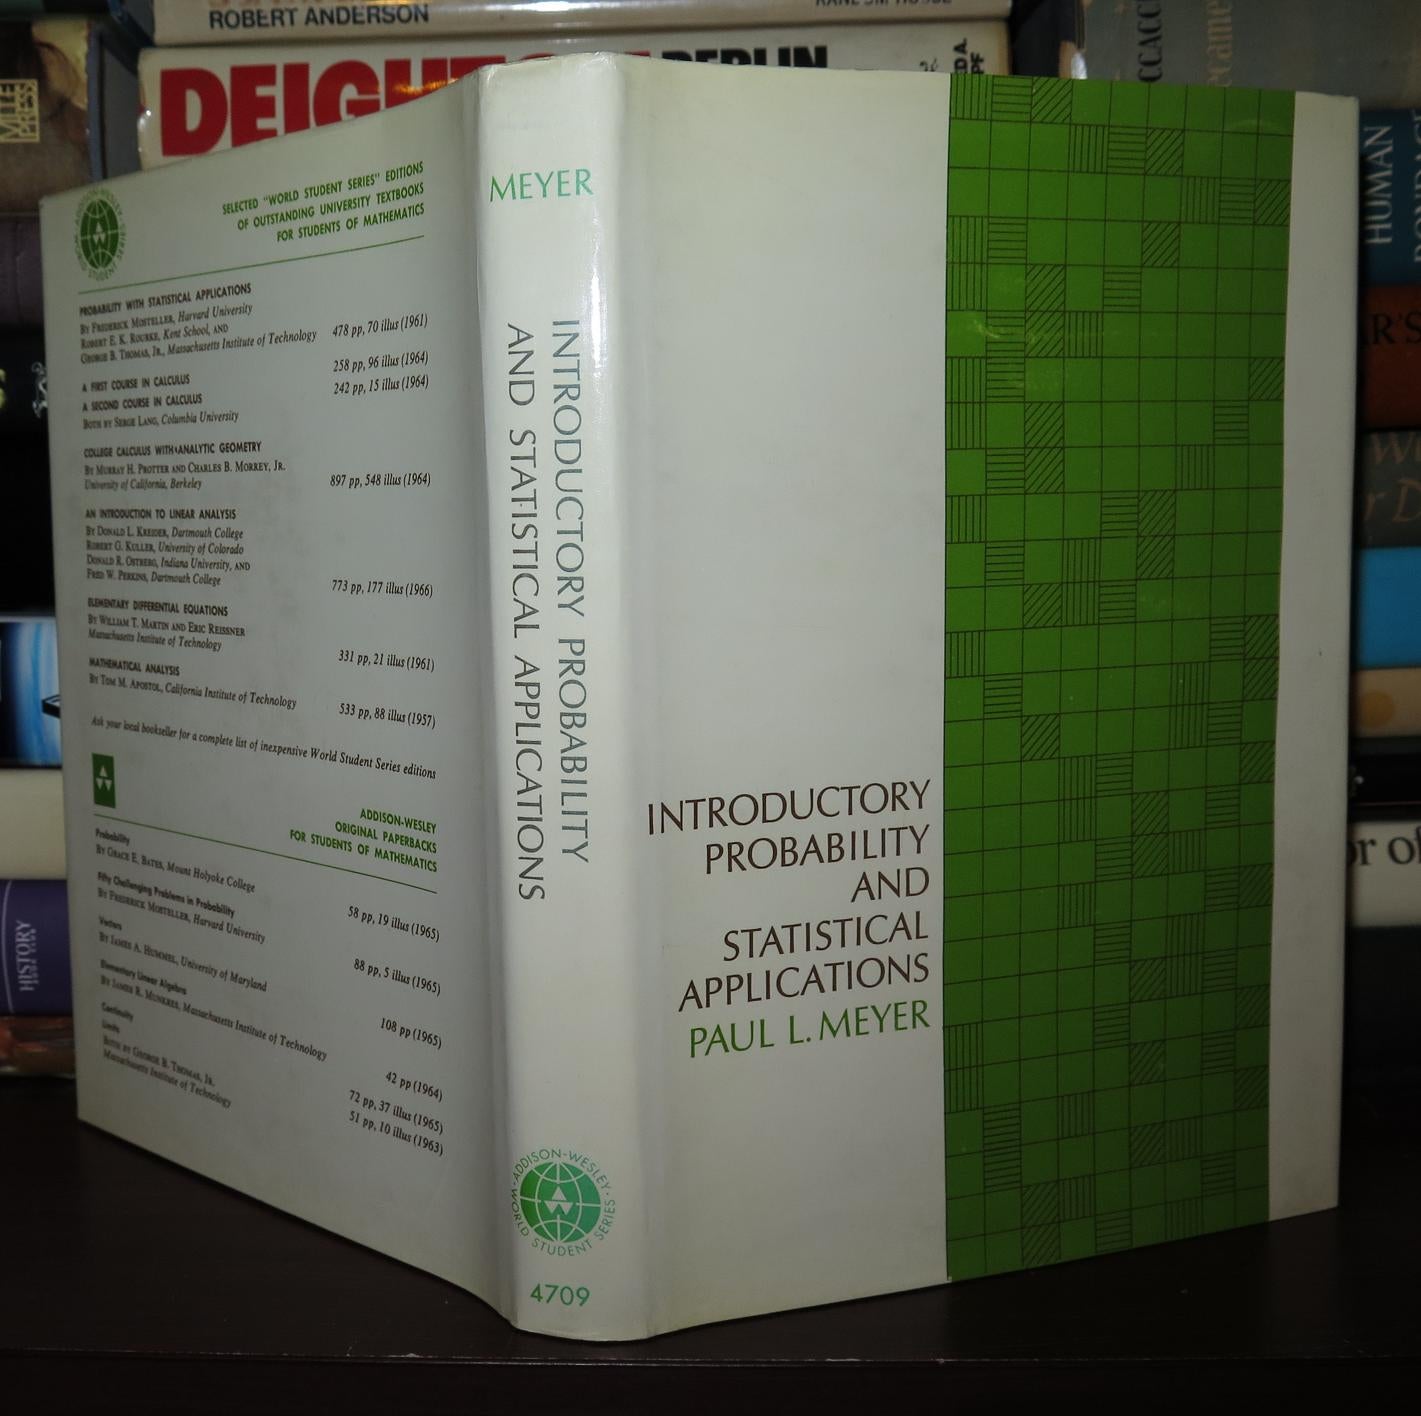 ROBERT ANDERSON
DEIGH
BERLIN
SELECTED "WORLD STUDENT SERIES" EDITIONS
OF OUTSTANDING UNIVERSITY TEXTBOOKS
FOR STUDENTS OF MATHEMATICS
ADDISON-WESLEY · WORLD STUDENT SERIES ·
PROBABILITY WITH STATISTICAL APPLICATIONS
BY FREDERICK MOSTELLER, Harvard University
ROBERT E. K. ROURKE, Kent School, AND
GEORGE B. THOMAS, JR., Massachusetts Institute of Technology 478 pp, 70 illus (1961)
A FIRST COURSE IN CALCULUS 258 pp, 96 illus (1964)
A SECOND COURSE IN CALCULUS 242 pp, 15 illus (1964)
BOTH BY SERGE LANG, Columbia University
COLLEGE CALCULUS WITH ANALYTIC GEOMETRY
BY MURRAY H. PROTTER AND CHARLES B. MORREY, JR.
University of California, Berkeley 897 pp, 548 illus (1964)
AN INTRODUCTION TO LINEAR ANALYSIS
BY DONALD L. KREIDER, Dartmouth College
ROBERT G. KULLER, University of Colorado
DONALD R. OSTBERG, Indiana University, AND
FRED W. PERKINS, Dartmouth College 773 pp, 177 illus (1966)
ELEMENTARY DIFFERENTIAL EQUATIONS
BY WILLIAM T. MARTIN AND ERIC REISSNER
Massachusetts Institute of Technology 331 pp, 21 illus (1961)
MATHEMATICAL ANALYSIS
BY TOM M. APOSTOL, California Institute of Technology 533 pp, 88 illus (1957)
Ask your local bookseller for a complete list of inexpensive World Student Series editions
ADDISON-WESLEY
ORIGINAL PAPERBACKS
FOR STUDENTS OF MATHEMATICS
Probability
BY GRACE E. BATES, Mount Holyoke College 58 pp, 19 illus (1965)
Fifty Challenging Problems in Probability
BY FREDERICK MOSTELLER, Harvard University 88 pp, 5 illus (1965)
Vectors
BY JAMES A. HUMMEL, University of Maryland 108 pp (1965)
Elementary Linear Algebra
BY JAMES R. MUNKRES, Massachusetts Institute of Technology 42 pp (1964)
Continuity 72 pp, 37 illus (1965)
Limits 51 pp, 10 illus (1963)
BOTH BY GEORGE B. THOMAS, JR.
Massachusetts Institute of Technology
MEYER
INTRODUCTORY PROBABILITY
AND STATISTICAL APPLICATIONS
ADDISON-WESLEY · WORLD STUDENT SERIES ·
4709
INTRODUCTORY
PROBABILITY
AND
STATISTICAL
APPLICATIONS
PAUL L. MEYER
HISTORY
HUMAN